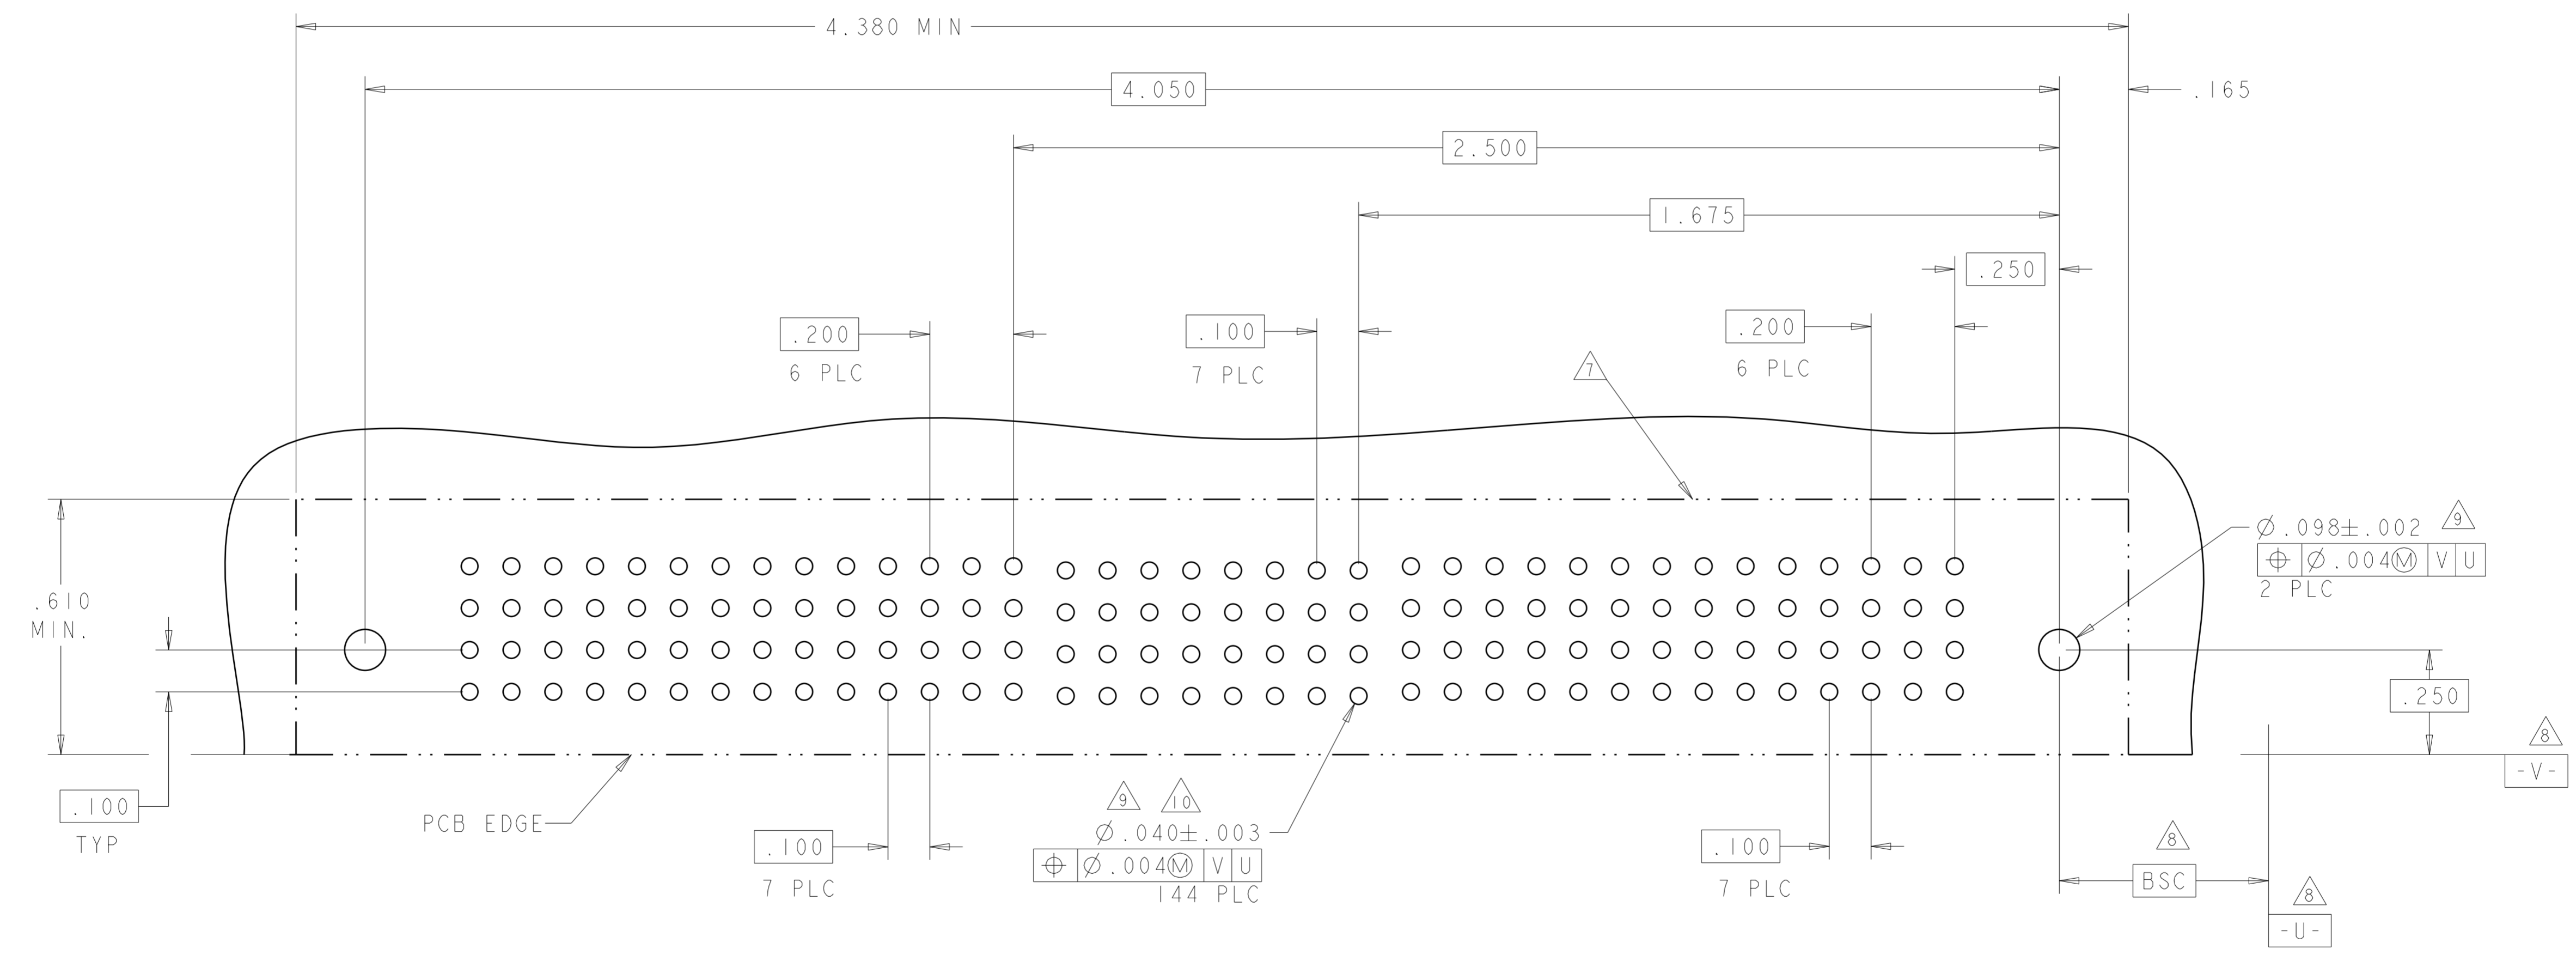 4.380 MIN
4.050
.165
2.500
1.675
.250
.200
6 PLC
.100
7 PLC
.200
6 PLC
7
Ø.098±.002 9
⌖ Ø.004Ⓜ V U
2 PLC
.610
MIN.
.250
8
-V-
.100
TYP
PCB EDGE
.100
7 PLC
9 10
Ø.040±.003
⌖ Ø.004Ⓜ V U
144 PLC
.100
7 PLC
8
BSC
8
-U-